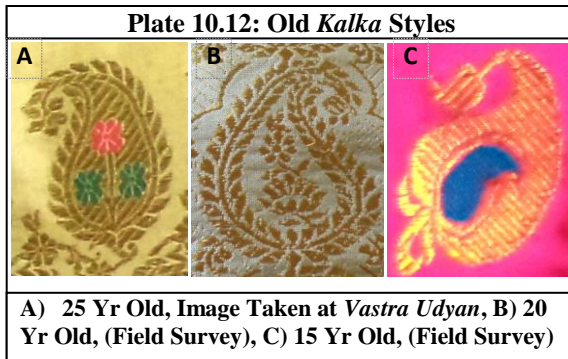 Plate 10.12: Old Kalka Styles
A
B
C
A) 25 Yr Old, Image Taken at Vastra Udyan, B) 20
Yr Old, (Field Survey), C) 15 Yr Old, (Field Survey)